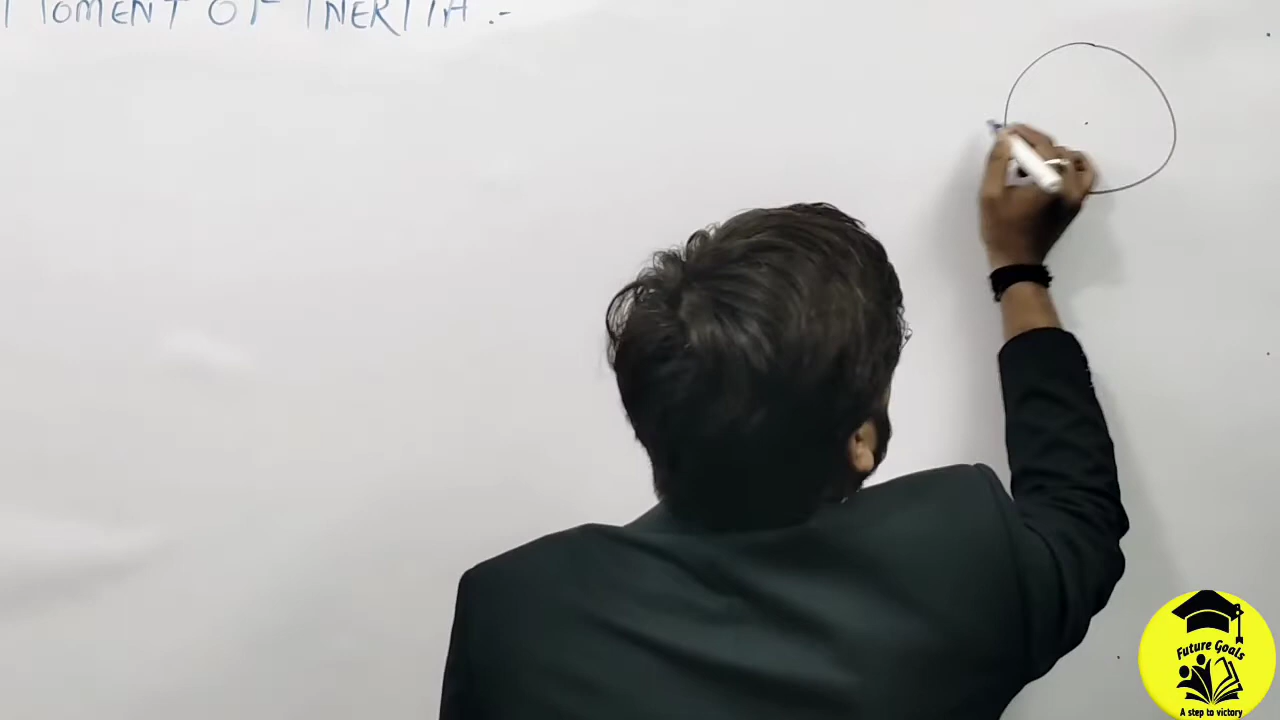 MOMENT OF INERTIA :-
Future Goals
A step to victory